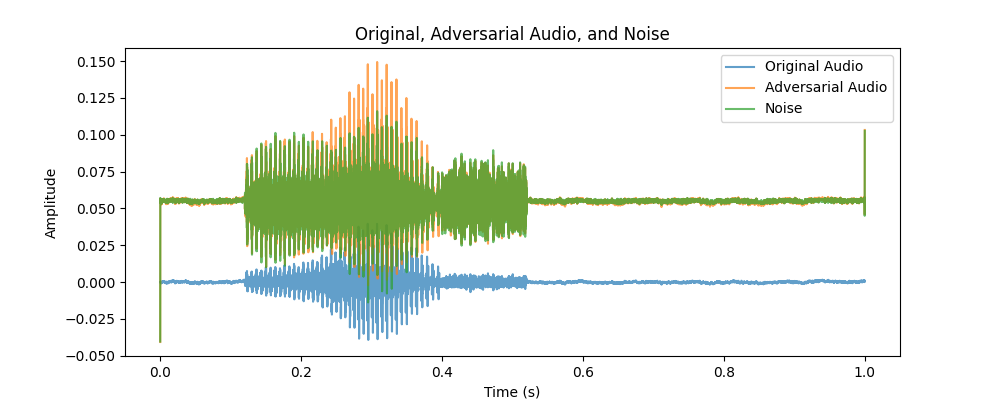 Original, Adversarial Audio, and Noise
Original Audio
Adversarial Audio
Noise
Amplitude
0.150
0.125
0.100
0.075
0.050
0.025
0.000
−0.025
−0.050
0.0 0.2 0.4 0.6 0.8 1.0
Time (s)